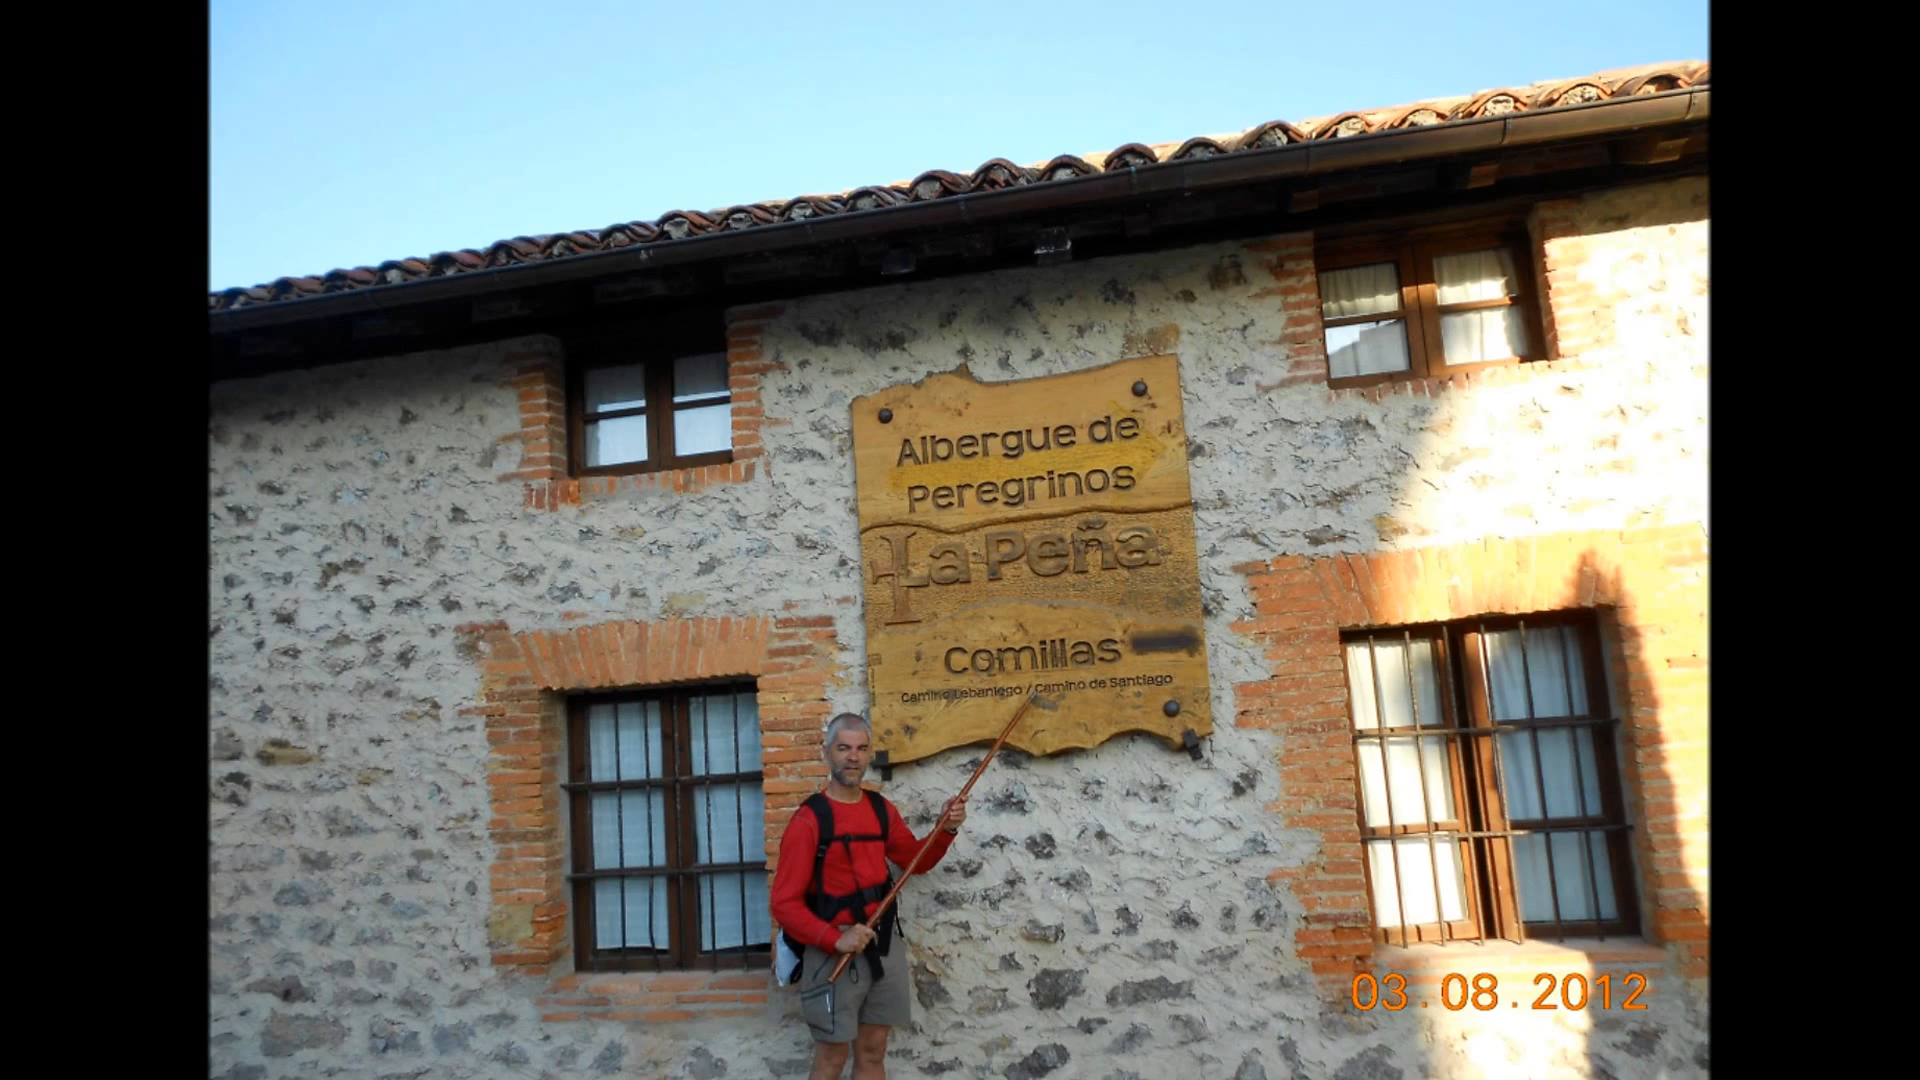 Albergue de
Peregrinos
La Peña
Comillas
Camino Lebaniego / Camino de Santiago
03.08.2012